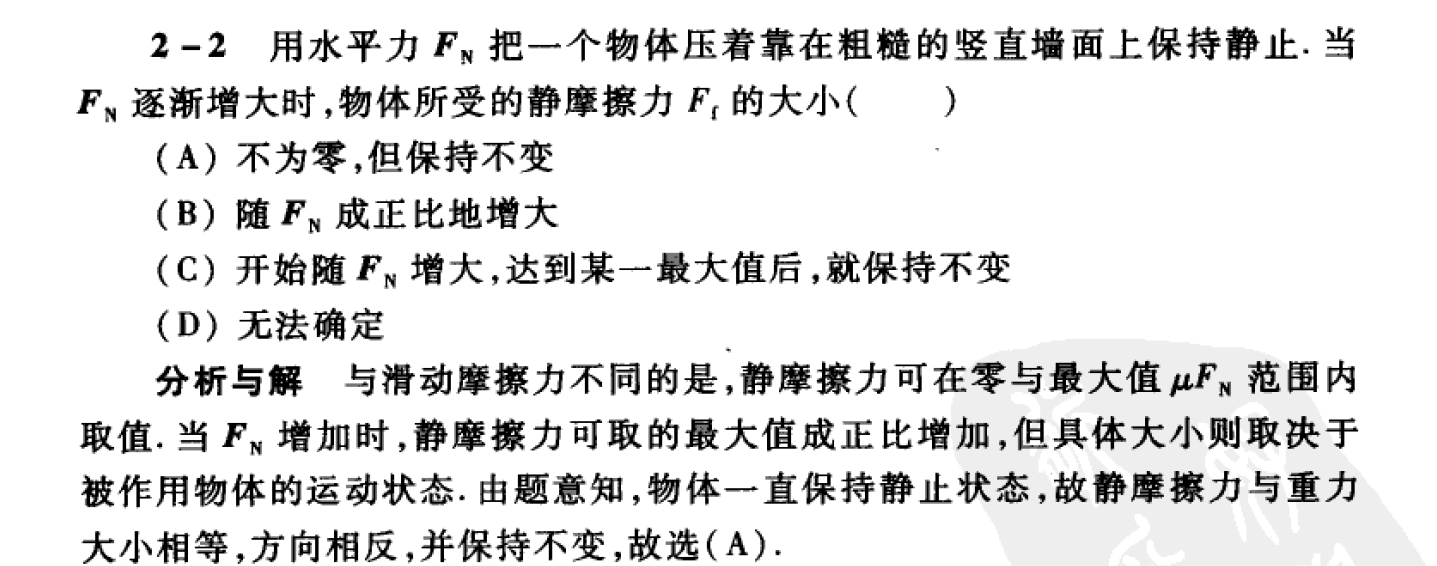 2-2 用水平力 F_N 把一个物体压着靠在粗糙的竖直墙面上保持静止. 当
F_N 逐渐增大时,物体所受的静摩擦力 F_f 的大小(  )
(A) 不为零,但保持不变
(B) 随 F_N 成正比地增大
(C) 开始随 F_N 增大,达到某一最大值后,就保持不变
(D) 无法确定
分析与解 与滑动摩擦力不同的是,静摩擦力可在零与最大值 μF_N 范围内
取值. 当 F_N 增加时,静摩擦力可取的最大值成正比增加,但具体大小则取决于
被作用物体的运动状态. 由题意知,物体一直保持静止状态,故静摩擦力与重力
大小相等,方向相反,并保持不变,故选(A).